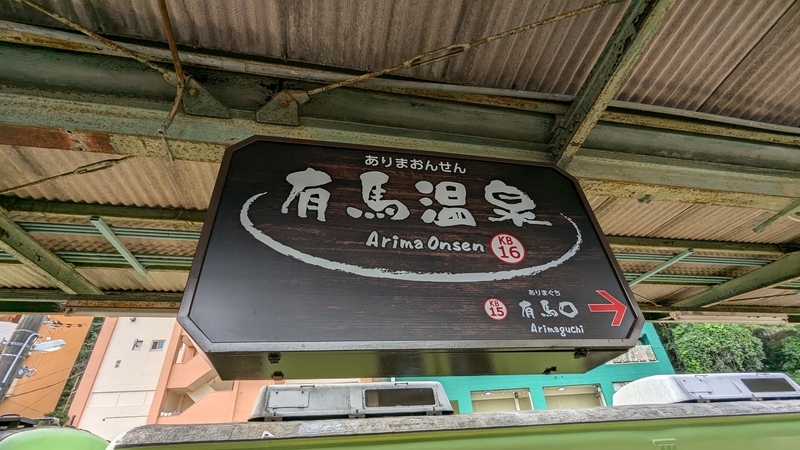 ありまおんせん
有馬温泉
Arima Onsen
KB
16
ありまぐち
KB
15
有馬口
Arimaguchi